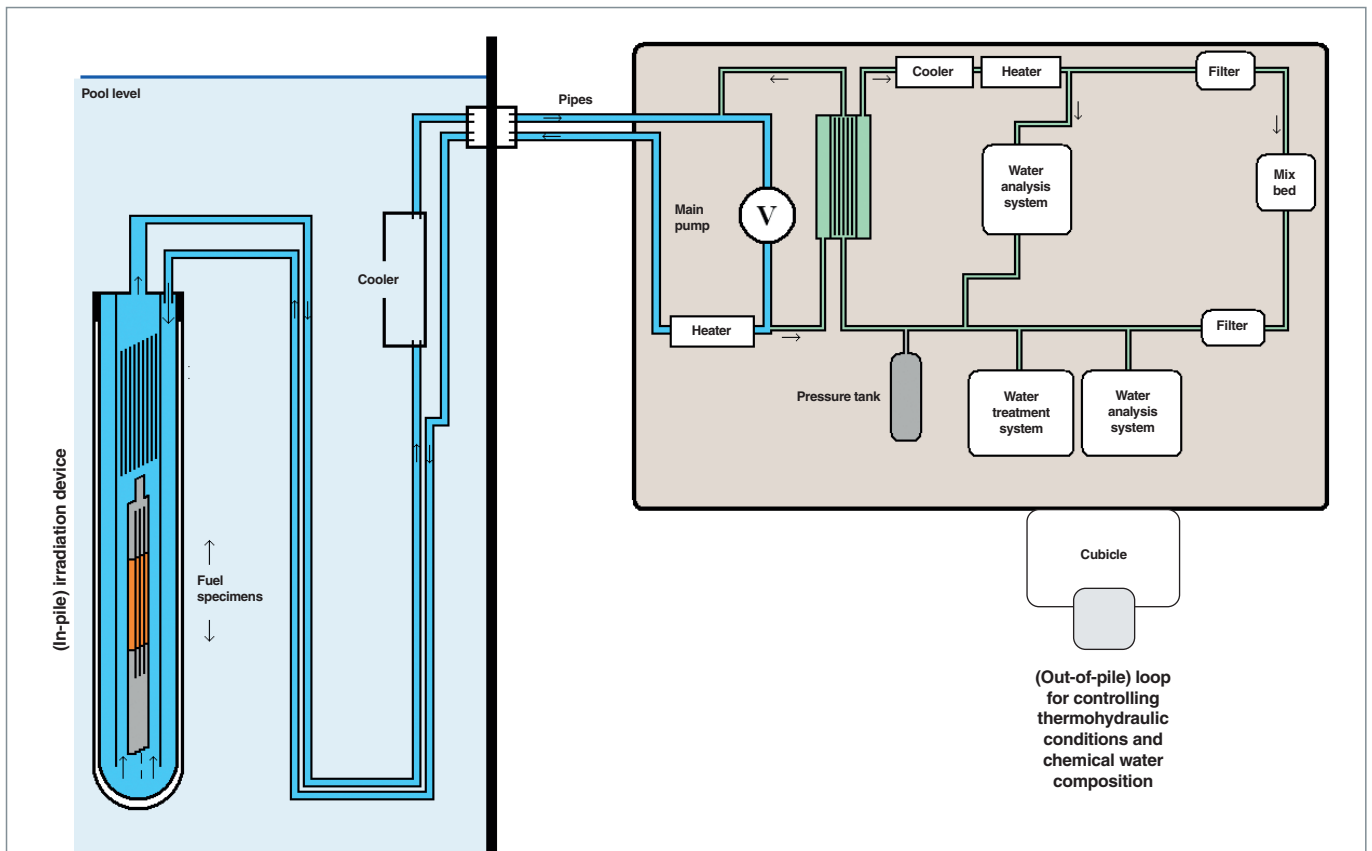 Pool level
Pipes
Cooler
Heater
Filter
Water
analysis
system
Mix
bed
Main
pump
V
Cooler
Heater
Filter
Pressure tank
Water
treatment
system
Water
analysis
system
(In-pile) irradiation device
Fuel
specimens
Cubicle
(Out-of-pile) loop
for controlling
thermohydraulic
conditions and
chemical water
composition